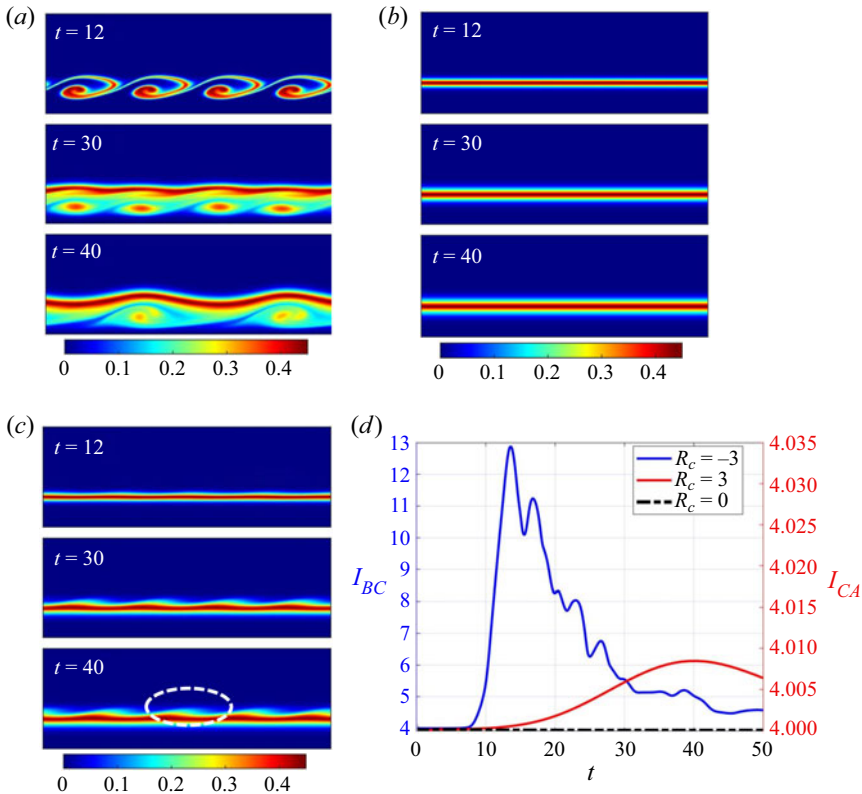 (a)
t = 12
t = 30
t = 40
0 0.1 0.2 0.3 0.4
(b)
t = 12
t = 30
t = 40
0 0.1 0.2 0.3 0.4
(c)
t = 12
t = 30
t = 40
0 0.1 0.2 0.3 0.4
(d)
13
12
11
10
9
8
7
6
5
4
I_BC
R_c = –3
R_c = 3
R_c = 0
4.035
4.030
4.025
4.020
4.015
4.010
4.005
4.000
I_CA
0 10 20 30 40 50
t